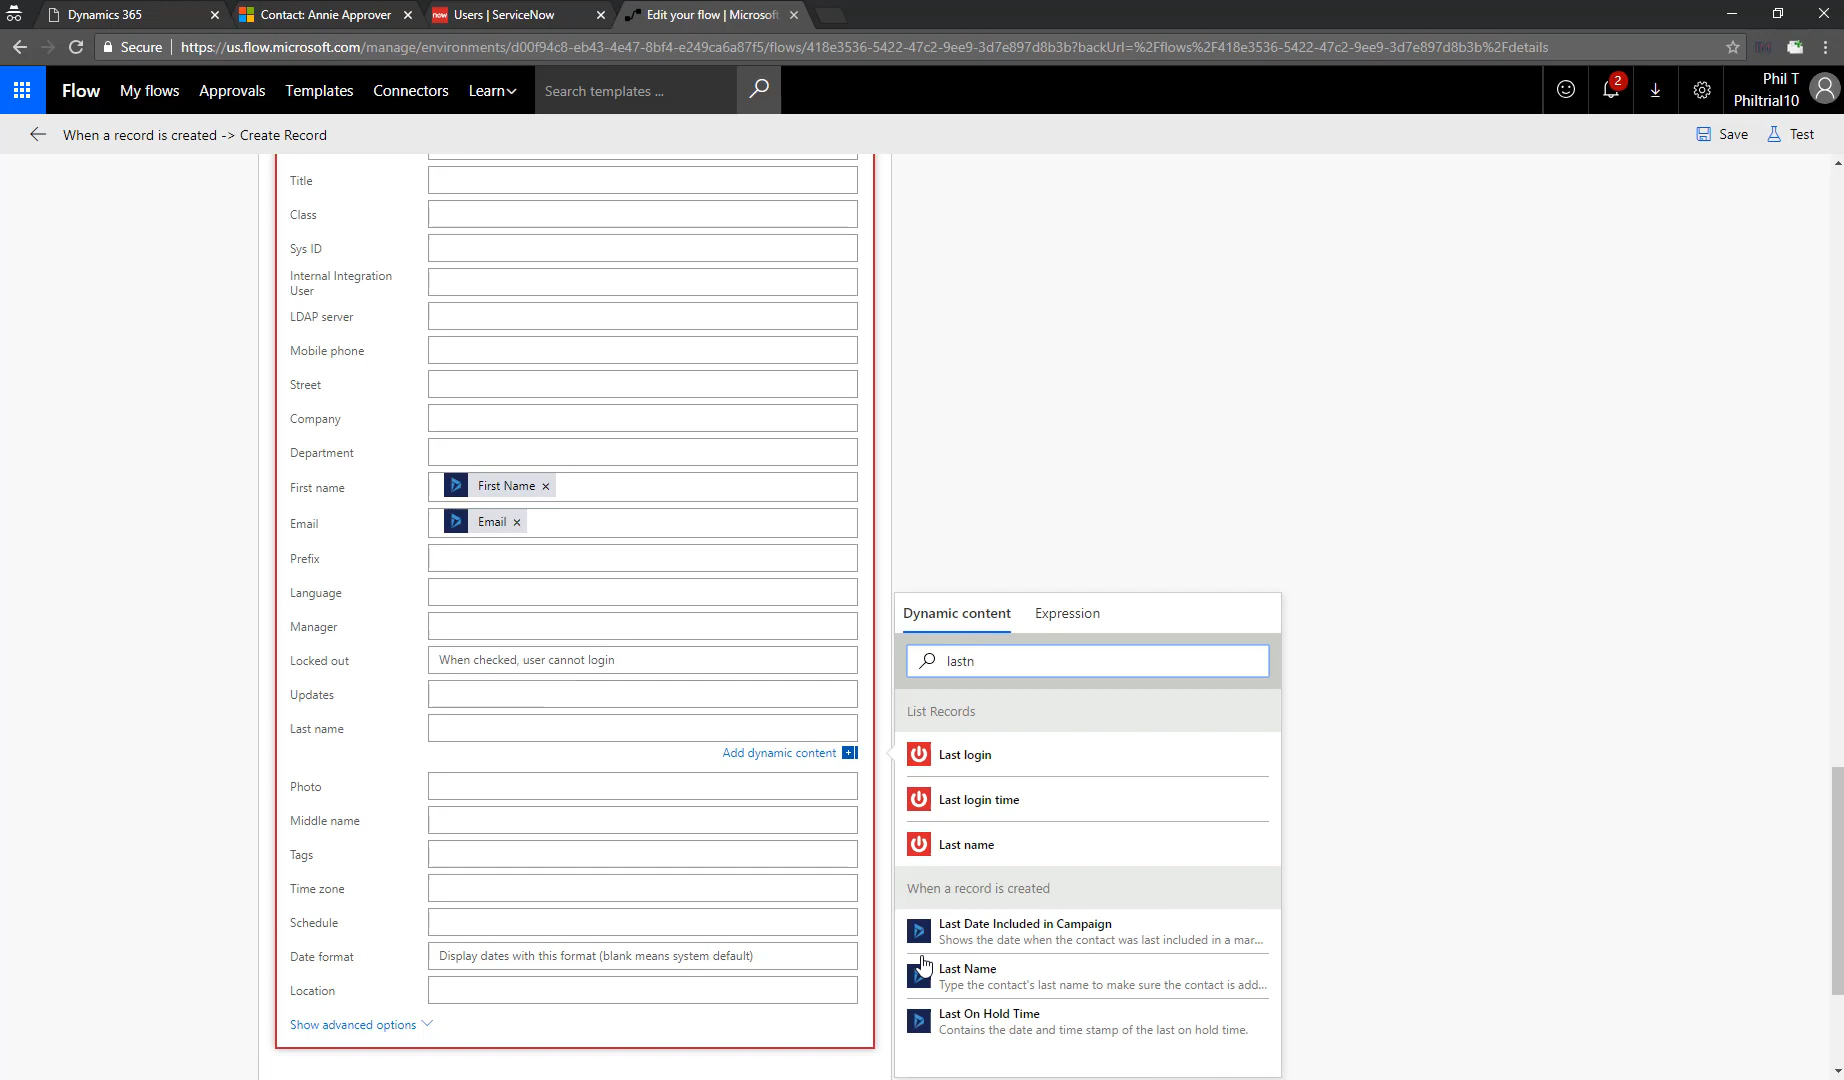 Dynamics 365
Contact: Annie Approver
now Users | ServiceNow
Edit your flow | Microsoft
Secure https://us.flow.microsoft.com/manage/environments/d00f94c8-eb43-4e47-8bf4-e249ca6a87f5/flows/418e3536-5422-47c2-9ee9-3d7e897d8b3b?backUrl=%2Fflows%2F418e3536-5422-47c2-9ee9-3d7e897d8b3b%2Fdetails
Flow My flows Approvals Templates Connectors Learn Search templates ... 2 Phil T
Philtrial10
When a record is created -> Create Record Save Test
Title
Class
Sys ID
Internal Integration
User
LDAP server
Mobile phone
Street
Company
Department
First name First Name ×
Email Email ×
Prefix
Language
Manager
Locked out When checked, user cannot login
Updates
Last name
Add dynamic content +
Photo
Middle name
Tags
Time zone
Schedule
Date format Display dates with this format (blank means system default)
Location
Show advanced options
Dynamic content Expression
lastn
List Records
Last login
Last login time
Last name
When a record is created
Last Date Included in Campaign
Shows the date when the contact was last included in a mar...
Last Name
Type the contact's last name to make sure the contact is add...
Last On Hold Time
Contains the date and time stamp of the last on hold time.